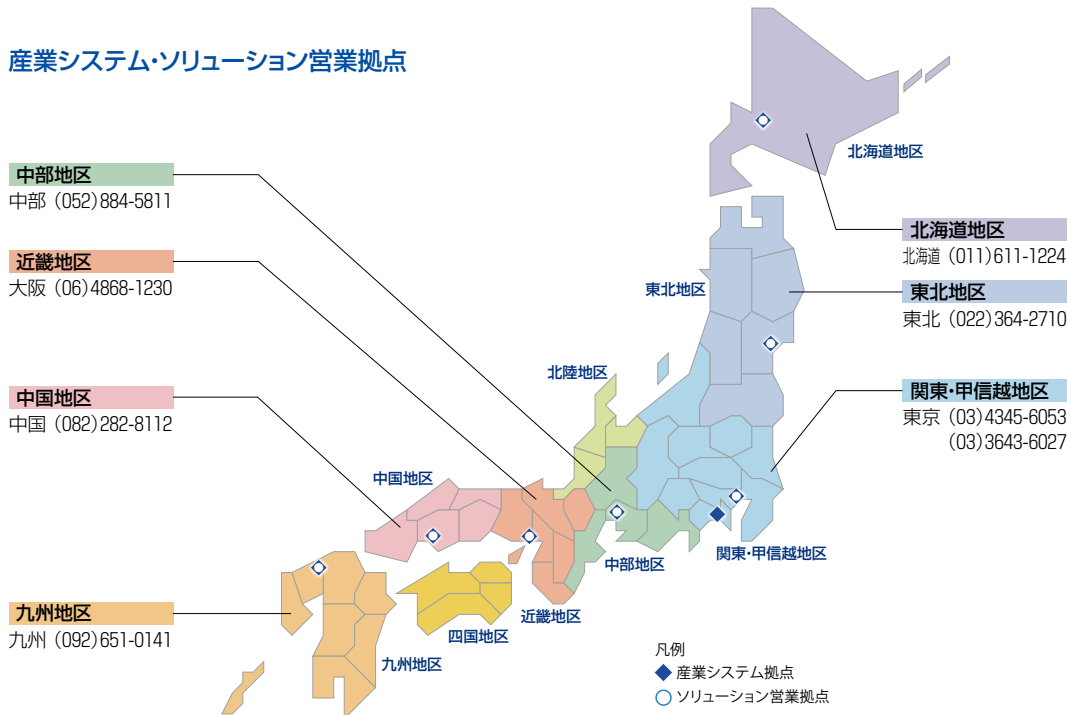 産業システム・ソリューション営業拠点
中部地区
中部 (052)884-5811
近畿地区
大阪 (06)4868-1230
中国地区
中国 (082)282-8112
九州地区
九州 (092)651-0141
北海道地区
東北地区
北陸地区
中国地区
中部地区
関東・甲信越地区
近畿地区
四国地区
九州地区
北海道地区
北海道 (011)611-1224
東北地区
東北 (022)364-2710
関東・甲信越地区
東京 (03)4345-6053
(03)3643-6027
凡例
産業システム拠点
ソリューション営業拠点